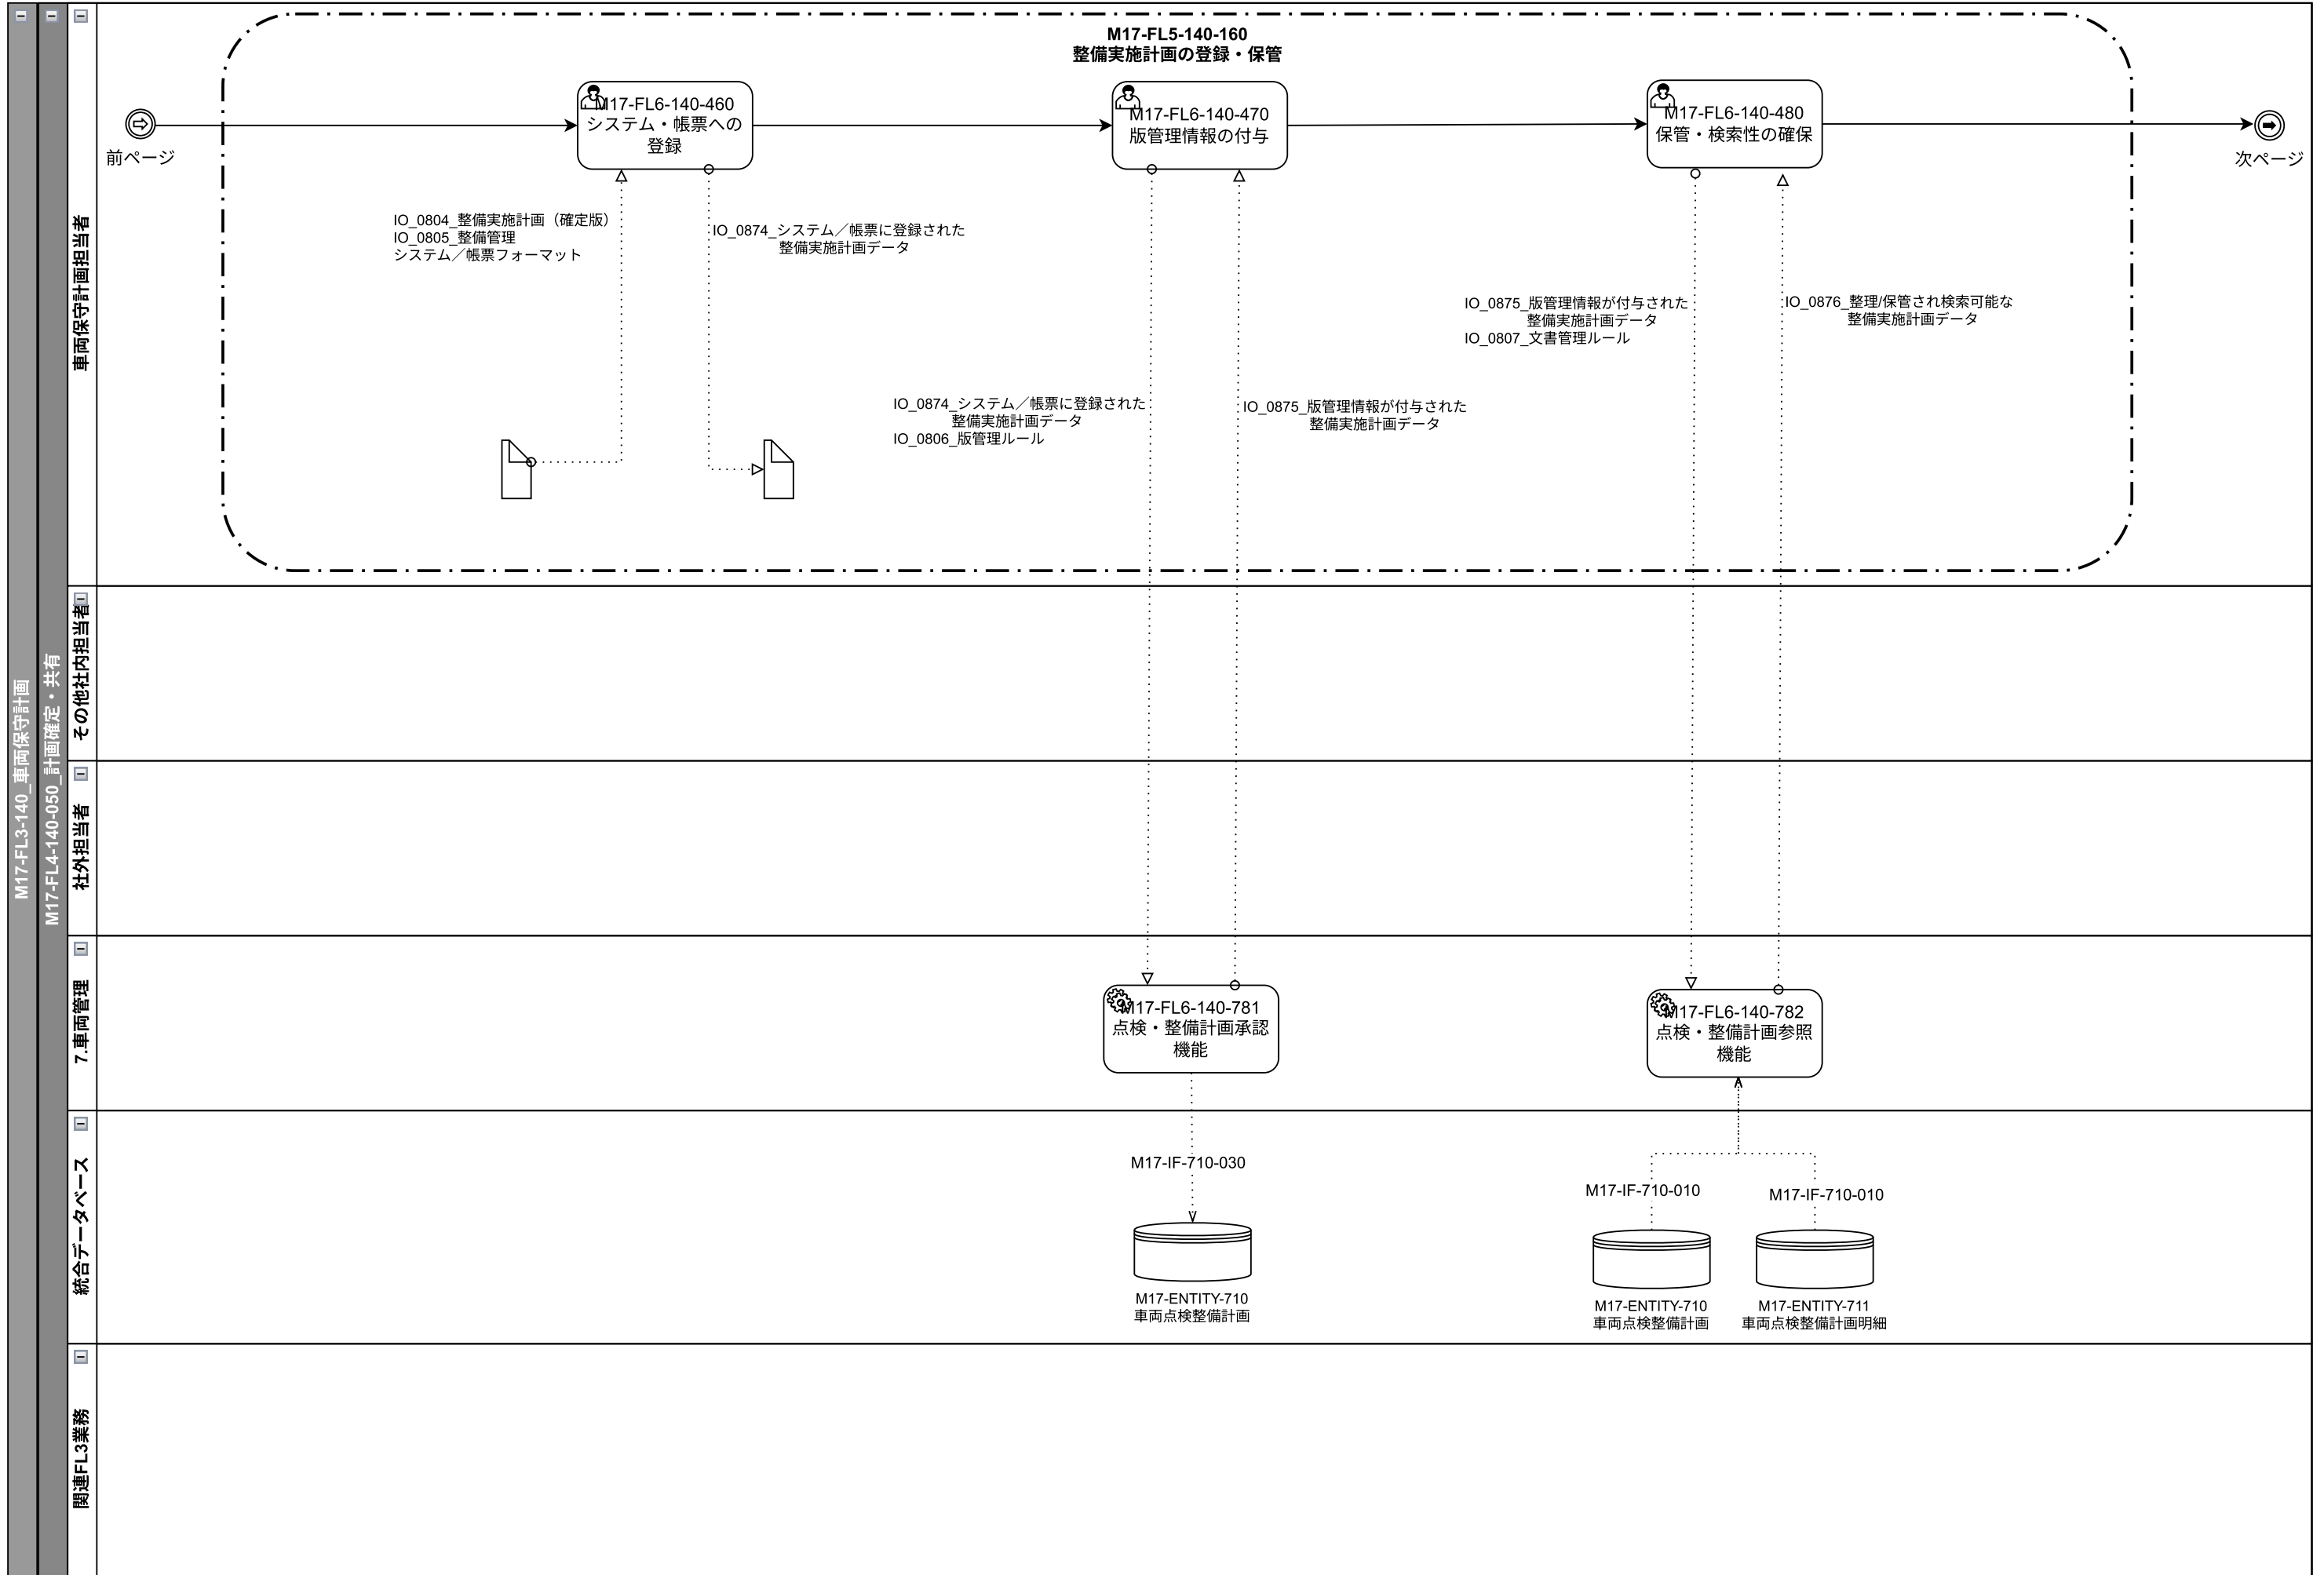 M17-FL3-140_車両保守計画
M17-FL4-140-050_計画確定・共有
車両保守計画担当者
M17-FL5-140-160
整備実施計画の登録・保管
前ページ
M17-FL6-140-460
システム・帳票への
登録
M17-FL6-140-470
版管理情報の付与
M17-FL6-140-480
保管・検索性の確保
次ページ
IO_0804_整備実施計画（確定版）
IO_0805_整備管理
システム／帳票フォーマット
IO_0874_システム／帳票に登録された
整備実施計画データ
IO_0874_システム／帳票に登録された
整備実施計画データ
IO_0806_版管理ルール
IO_0875_版管理情報が付与された
整備実施計画データ
IO_0875_版管理情報が付与された
整備実施計画データ
IO_0807_文書管理ルール
IO_0876_整理/保管され検索可能な
整備実施計画データ
その他社内担当者
社外担当者
7.車両管理
M17-FL6-140-781
点検・整備計画承認
機能
M17-FL6-140-782
点検・整備計画参照
機能
統合データベース
M17-IF-710-030
M17-ENTITY-710
車両点検整備計画
M17-IF-710-010
M17-IF-710-010
M17-ENTITY-710
車両点検整備計画
M17-ENTITY-711
車両点検整備計画明細
関連FL3業務